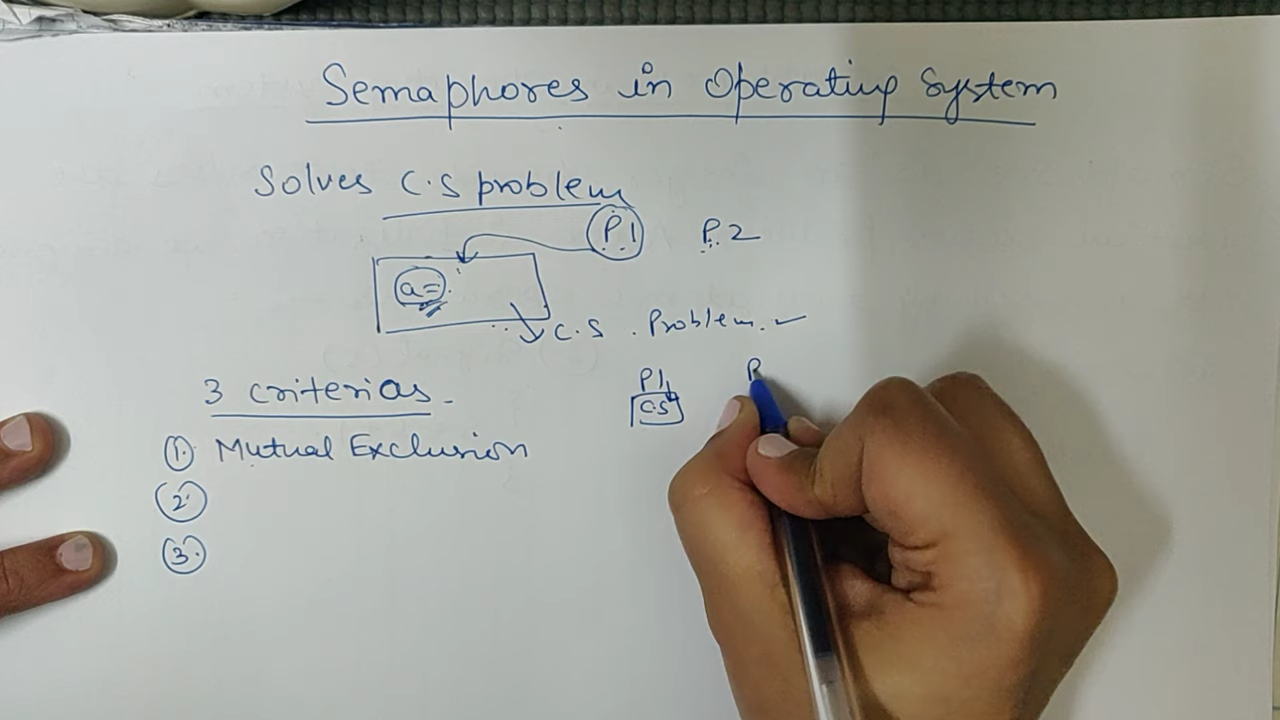 Semaphores in Operating System
Solves C.S problem
P.1 P.2
a=
C.S. Problem.
3 criterias.
P1 P
C.S
1. Mutual Exclusion
2.
3.